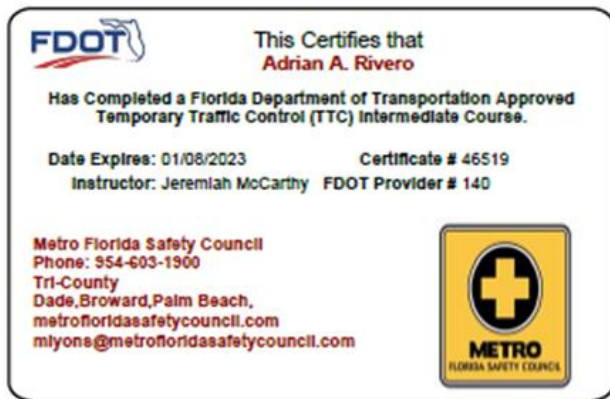 FDOT
This Certifies that
Adrian A. Rivero
Has Completed a Florida Department of Transportation Approved
Temporary Traffic Control (TTC) Intermediate Course.
Date Expires: 01/08/2023 Certificate # 46519
Instructor: Jeremiah McCarthy FDOT Provider # 140
Metro Florida Safety Council
Phone: 954-603-1900
Tri-County
Dade,Broward,Palm Beach,
metrofloridasafetycouncil.com
mlyons@metrofloridasafetycouncil.com
METRO
FLORIDA SAFETY COUNCIL